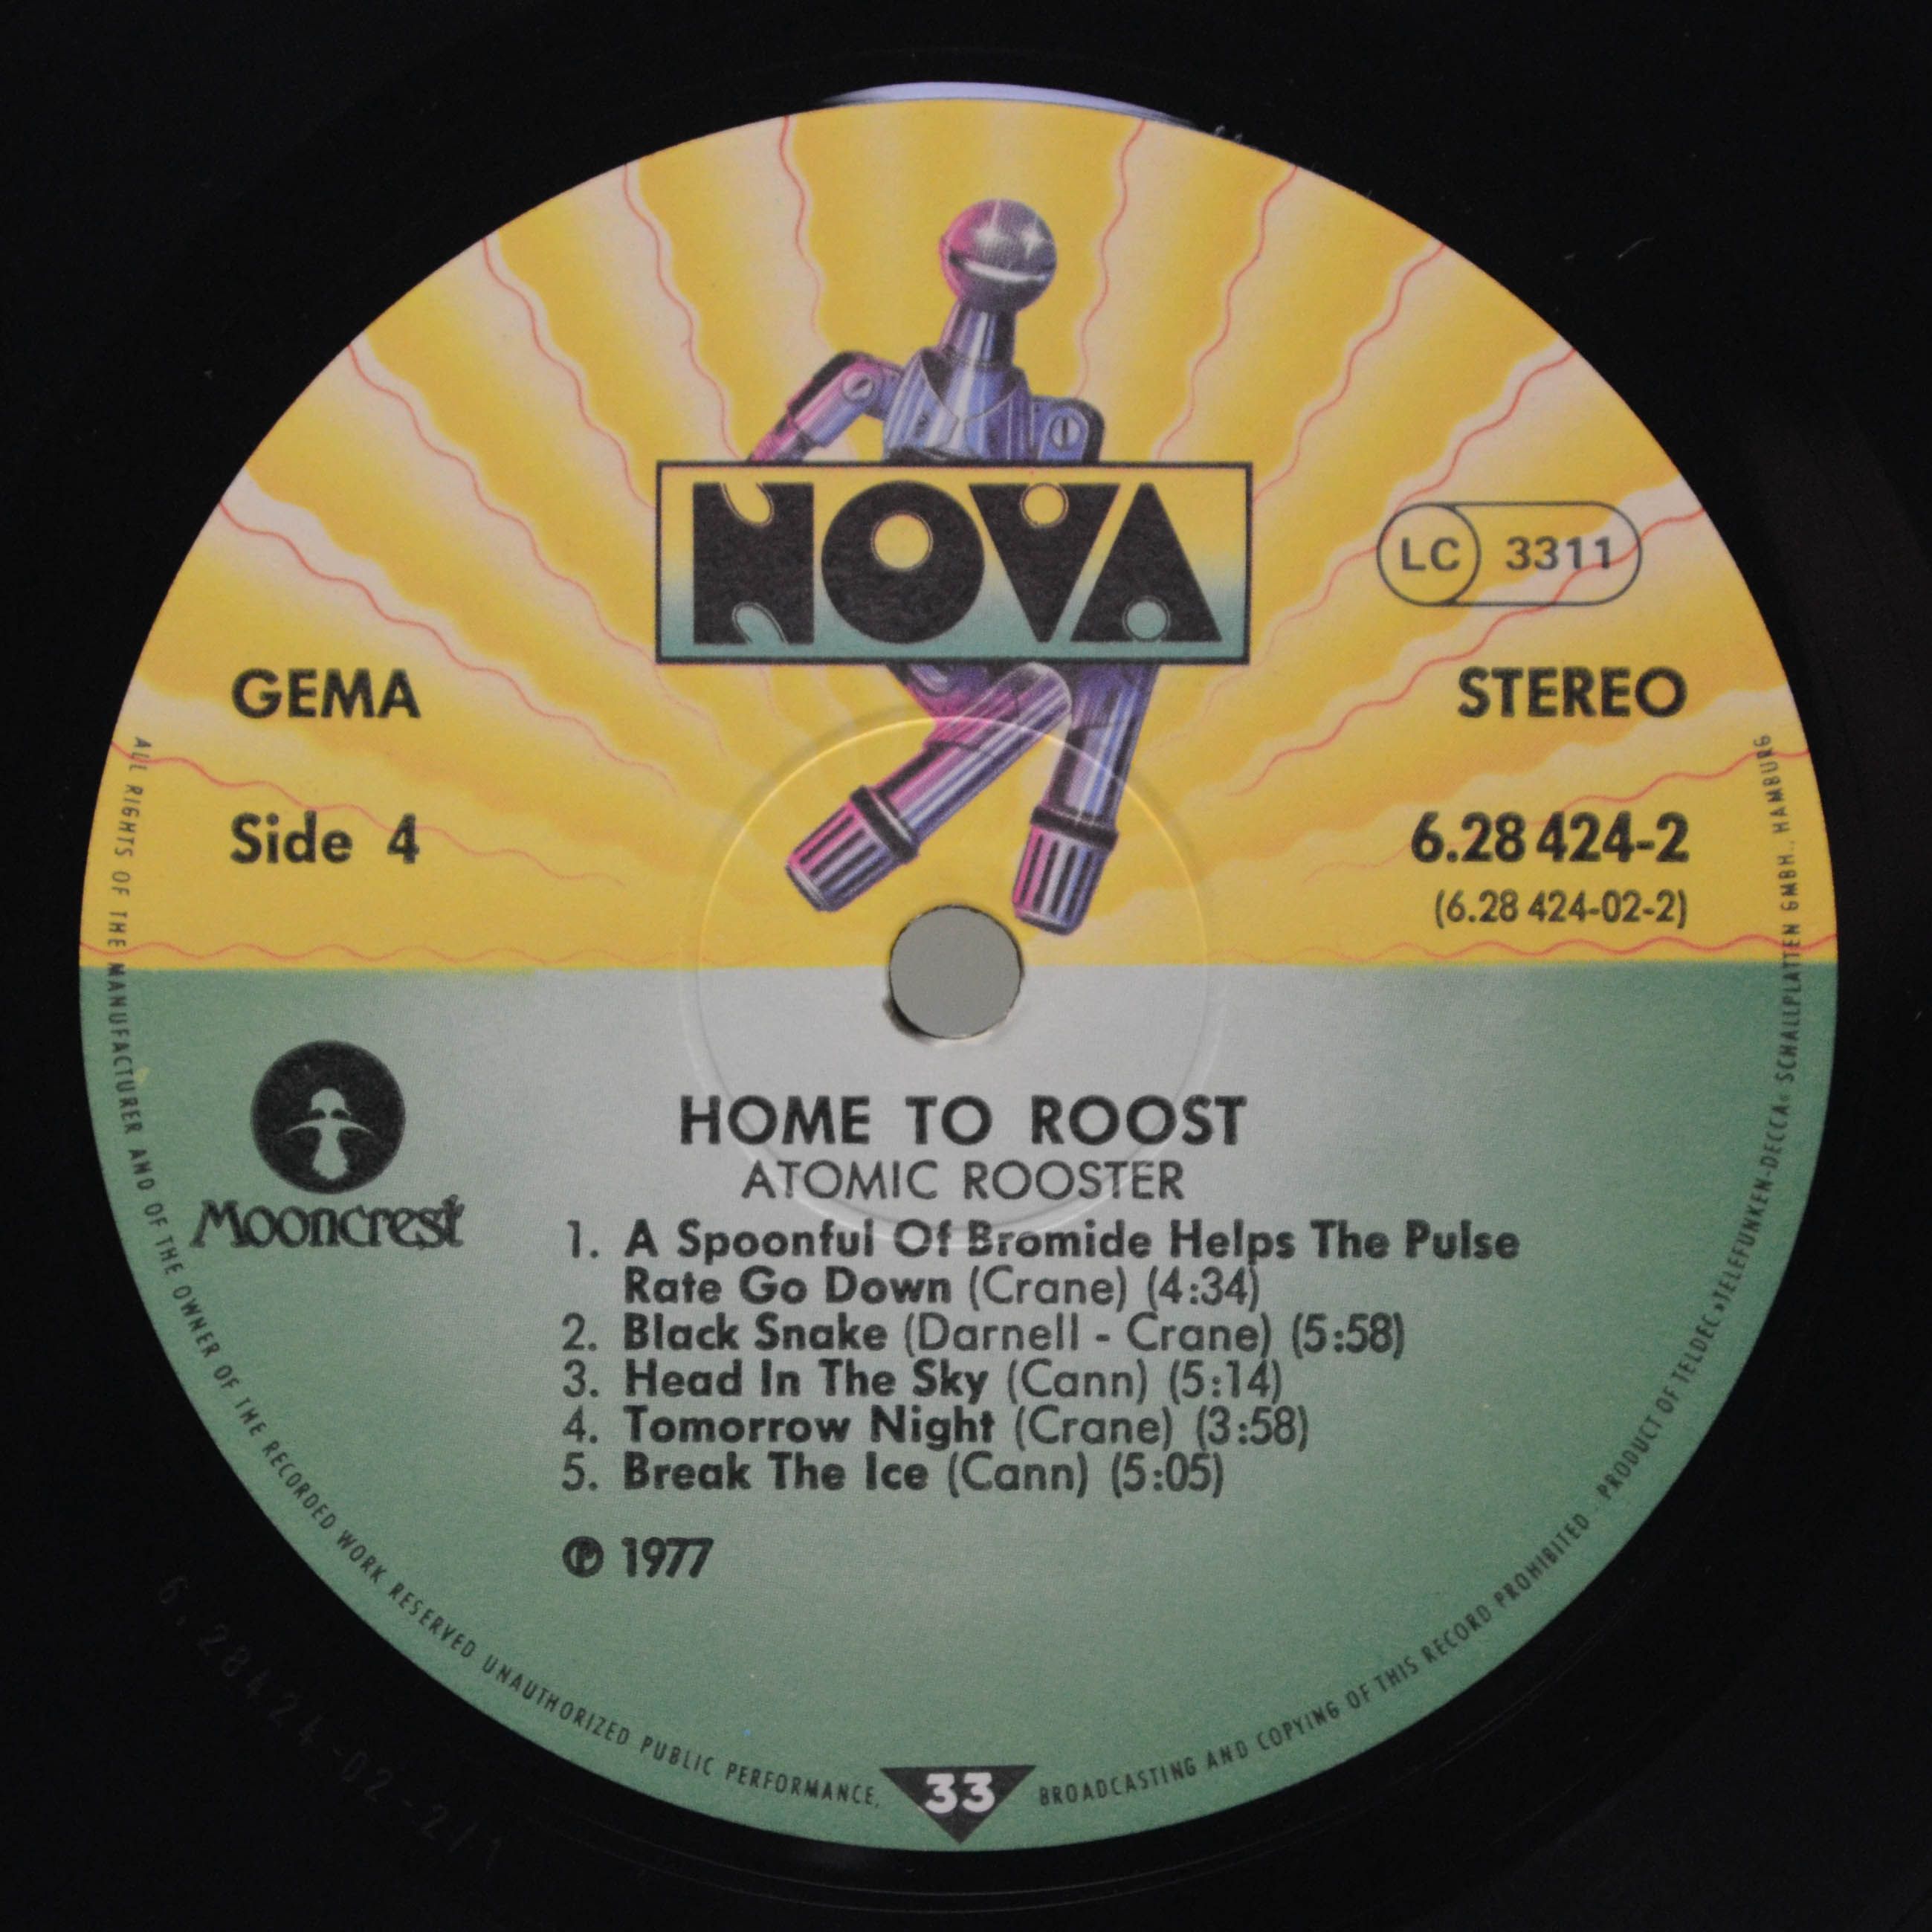 NOVA
LC 3311
GEMA
STEREO
Side 4
6.28 424-2
(6.28 424-02-2)
Mooncrest
HOME TO ROOST
ATOMIC ROOSTER
1. A Spoonful Of Bromide Helps The Pulse
Rate Go Down (Crane) (4:34)
2. Black Snake (Darnell - Crane) (5:58)
3. Head In The Sky (Cann) (5:14)
4. Tomorrow Night (Crane) (3:58)
5. Break The Ice (Cann) (5:05)
℗ 1977
ALL RIGHTS OF THE MANUFACTURER AND OF THE OWNER OF THE RECORDED WORK RESERVED UNAUTHORIZED PUBLIC PERFORMANCE,
33
BROADCASTING AND COPYING OF THIS RECORD PROHIBITED · PRODUCT OF TELDEC »TELEFUNKEN-DECCA« SCHALLPLATTEN GMBH., HAMBURG
6.28424-02-2/1